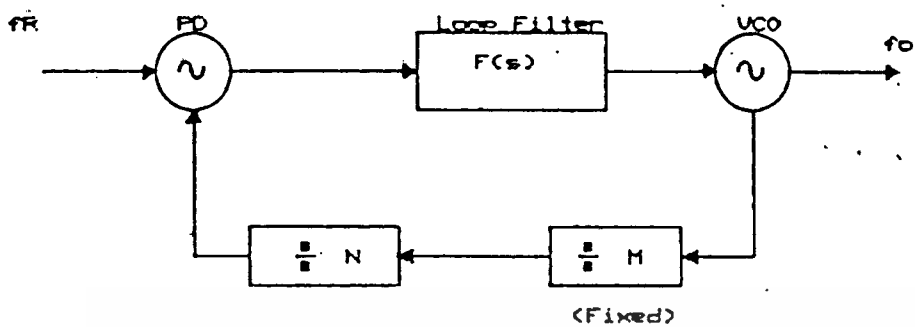 fR
PD
Loop Filter
VCO
F(s)
fo
~
~
÷ N
÷ M
(Fixed)